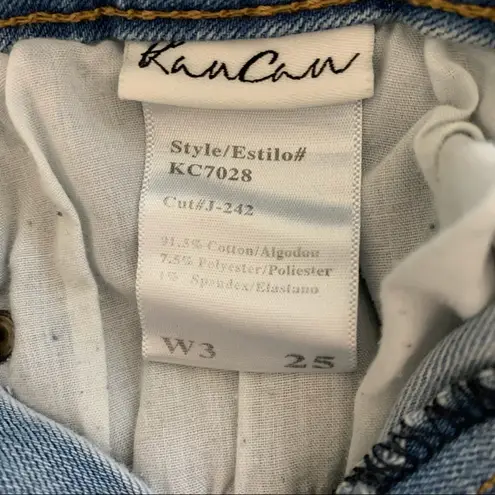 KanCan
Style/Estilo#
KC7028
Cut#J-242
91.5% Cotton/Algodon
7.5% Polyester/Poliester
1% Spandex/Elastano
W3 25